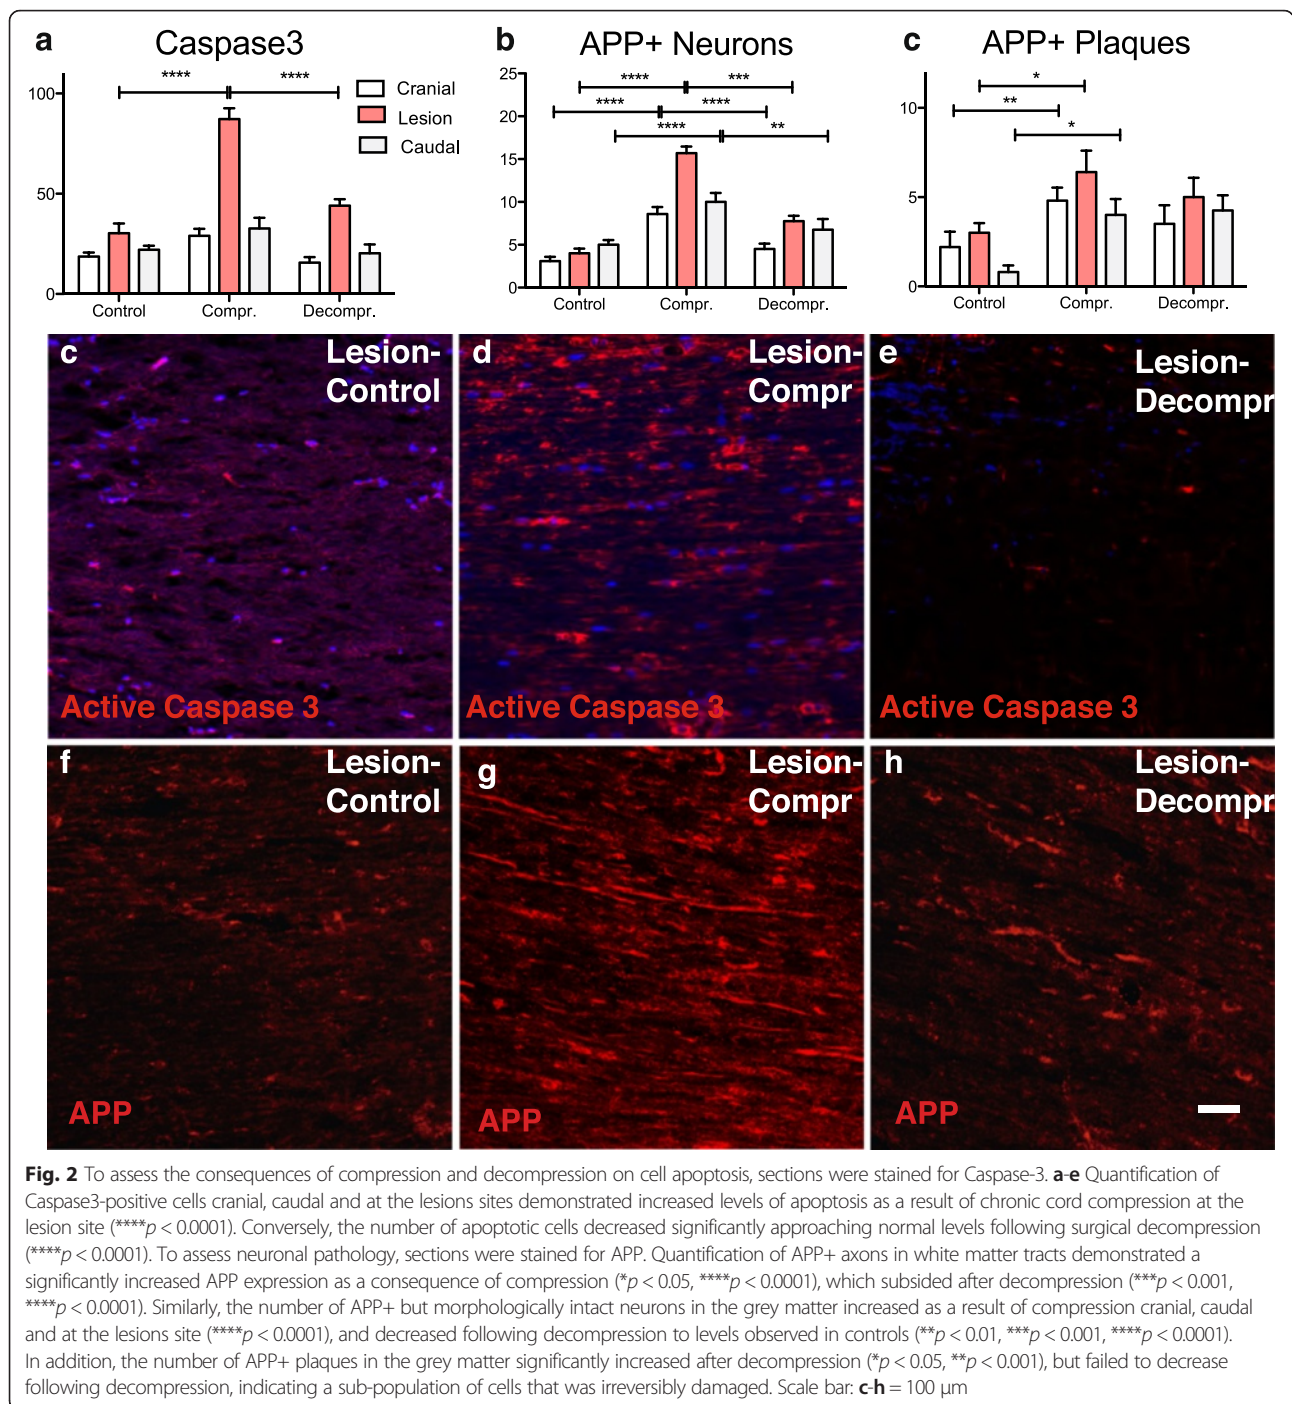 a Caspase3
**** ****
100
50
0
Control Compr. Decompr.
Cranial
Lesion
Caudal
b APP+ Neurons
25
20
15
10
5
0
**** ***
**** ****
**** **
Control Compr. Decompr.
c APP+ Plaques
10
5
0
*
**
*
Control Compr. Decompr.
c Lesion-
Control
Active Caspase 3
d Lesion-
Compr
Active Caspase 3
e Lesion-
Decompr
Active Caspase 3
f Lesion-
Control
APP
g Lesion-
Compr
APP
h Lesion-
Decompr
APP
Fig. 2 To assess the consequences of compression and decompression on cell apoptosis, sections were stained for Caspase-3. a-e Quantification of
Caspase3-positive cells cranial, caudal and at the lesions sites demonstrated increased levels of apoptosis as a result of chronic cord compression at the
lesion site (****p < 0.0001). Conversely, the number of apoptotic cells decreased significantly approaching normal levels following surgical decompression
(****p < 0.0001). To assess neuronal pathology, sections were stained for APP. Quantification of APP+ axons in white matter tracts demonstrated a
significantly increased APP expression as a consequence of compression (*p < 0.05, ****p < 0.0001), which subsided after decompression (***p < 0.001,
****p < 0.0001). Similarly, the number of APP+ but morphologically intact neurons in the grey matter increased as a result of compression cranial, caudal
and at the lesions site (****p < 0.0001), and decreased following decompression to levels observed in controls (**p < 0.01, ***p < 0.001, ****p < 0.0001).
In addition, the number of APP+ plaques in the grey matter significantly increased after decompression (*p < 0.05, **p < 0.001), but failed to decrease
following decompression, indicating a sub-population of cells that was irreversibly damaged. Scale bar: c-h = 100 μm